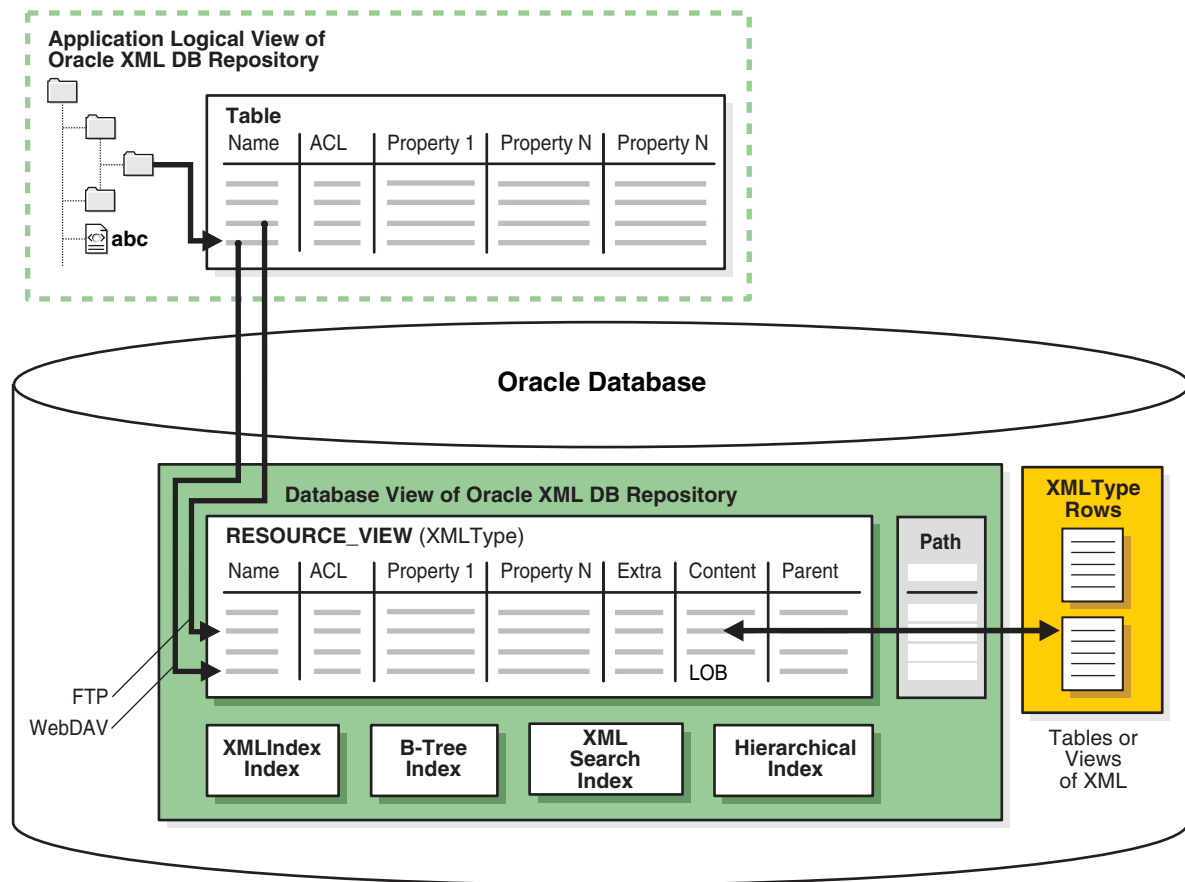 Application Logical View of
Oracle XML DB Repository
abc
Table
Name ACL Property 1 Property N Property N
Oracle Database
Database View of Oracle XML DB Repository
RESOURCE_VIEW (XMLType)
Name ACL Property 1 Property N Extra Content Parent
LOB
Path
XMLType
Rows
FTP
WebDAV
XMLIndex
Index
B-Tree
Index
XML
Search
Index
Hierarchical
Index
Tables or
Views
of XML